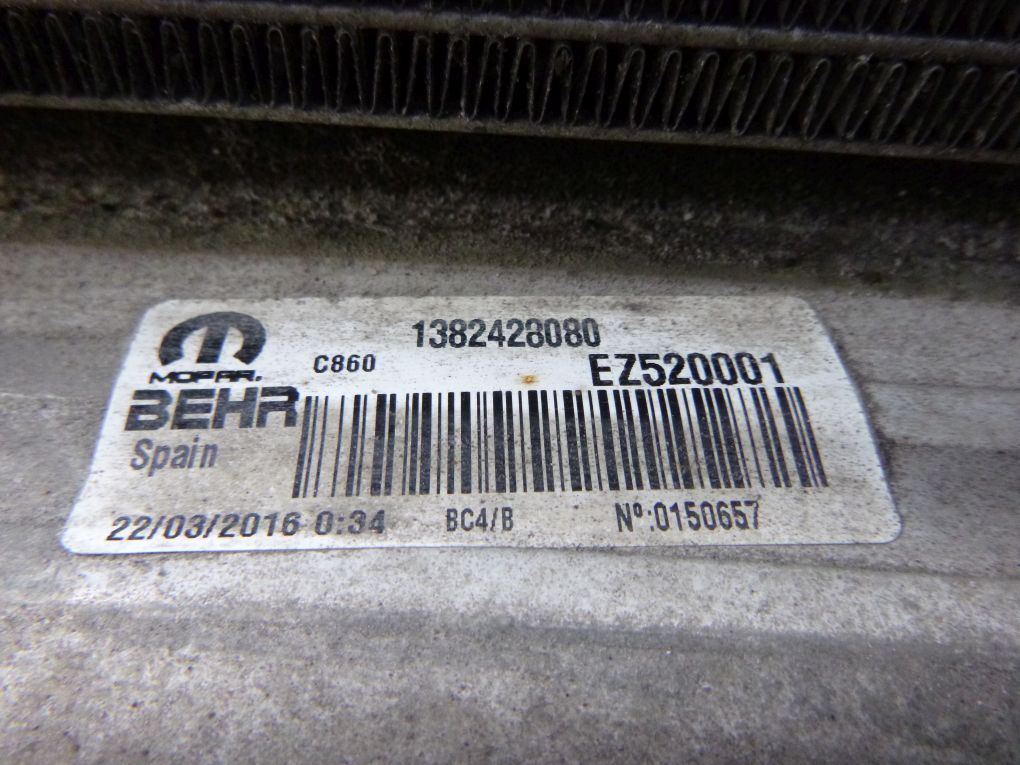 1382428080
MOPAR.
C860
EZ520001
BEHR
Spain
22/03/2016 0:34
BC4/B
Nº:0150657